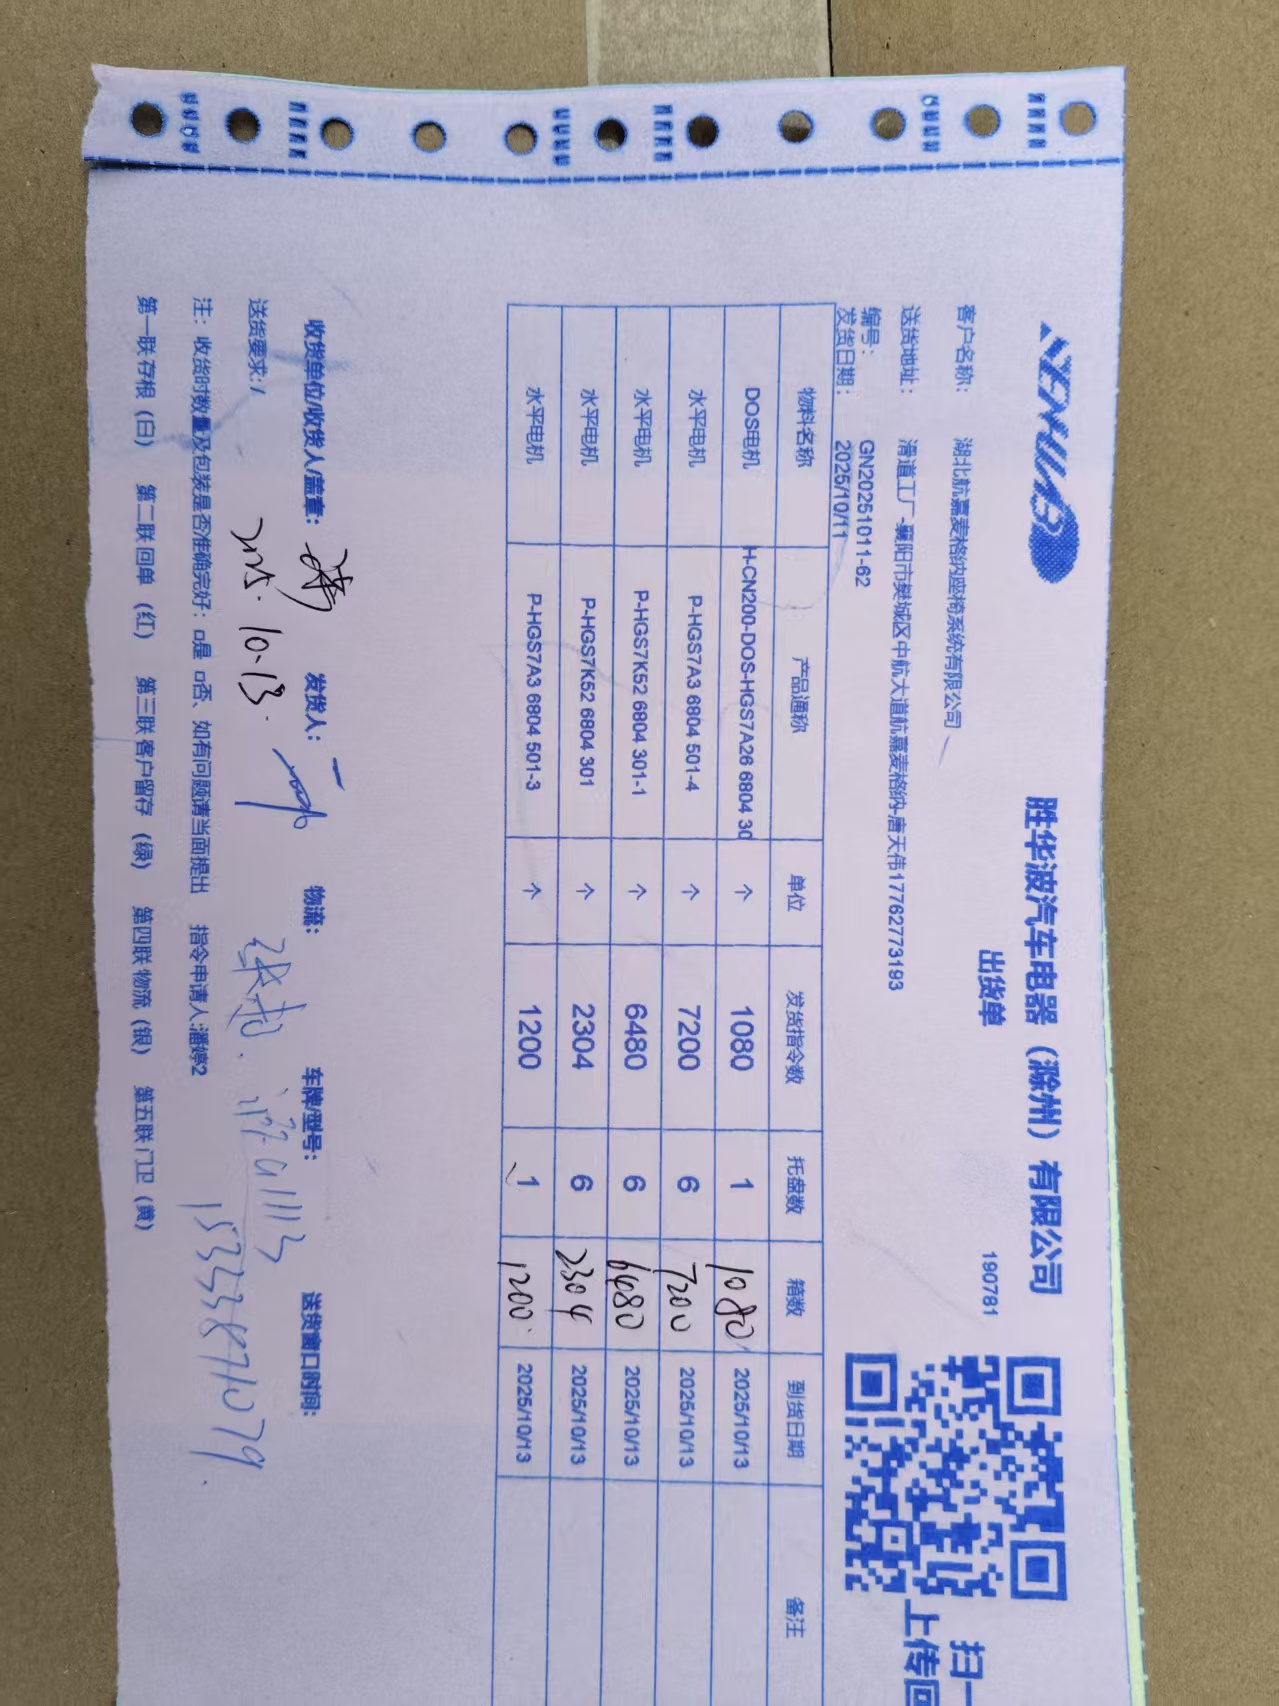 SHENGHUABO
胜华波汽车电器（滁州）有限公司
出货单
190781
扫一
上传回
客户名称： 湖北航嘉麦格纳座椅系统有限公司
送货地址： 滑道工厂-襄阳市樊城区中航大道航嘉麦格纳-唐天伟17762773193
编号： GN20251011-62
发货日期： 2025/10/11
物料名称 产品通称 单位 发货指令数 托盘数 箱数 到货日期 备注
DOS电机 H-CN200-DOS-HGS7A26 6804 30 个 1080 1 1080 2025/10/13
水平电机 P-HGS7A3 6804 501-4 个 7200 6 7200 2025/10/13
水平电机 P-HGS7K52 6804 301-1 个 6480 6 6480 2025/10/13
水平电机 P-HGS7K52 6804 301 个 2304 6 2304 2025/10/13
水平电机 P-HGS7A3 6804 501-3 个 1200 1 1200 2025/10/13
收货单位/收货人/盖章： 发货人： 物流： 车牌/型号： 送货窗口时间：
2025.10.13.
送货要求:/
15333871079
注： 收货时数量及包装是否准确完好：□是 □否、如有问题请当面提出 指令申请人:潘婷2
第一联 存根（白） 第二联 回单（红） 第三联 客户留存（绿） 第四联 物流（银） 第五联 门卫（黄）